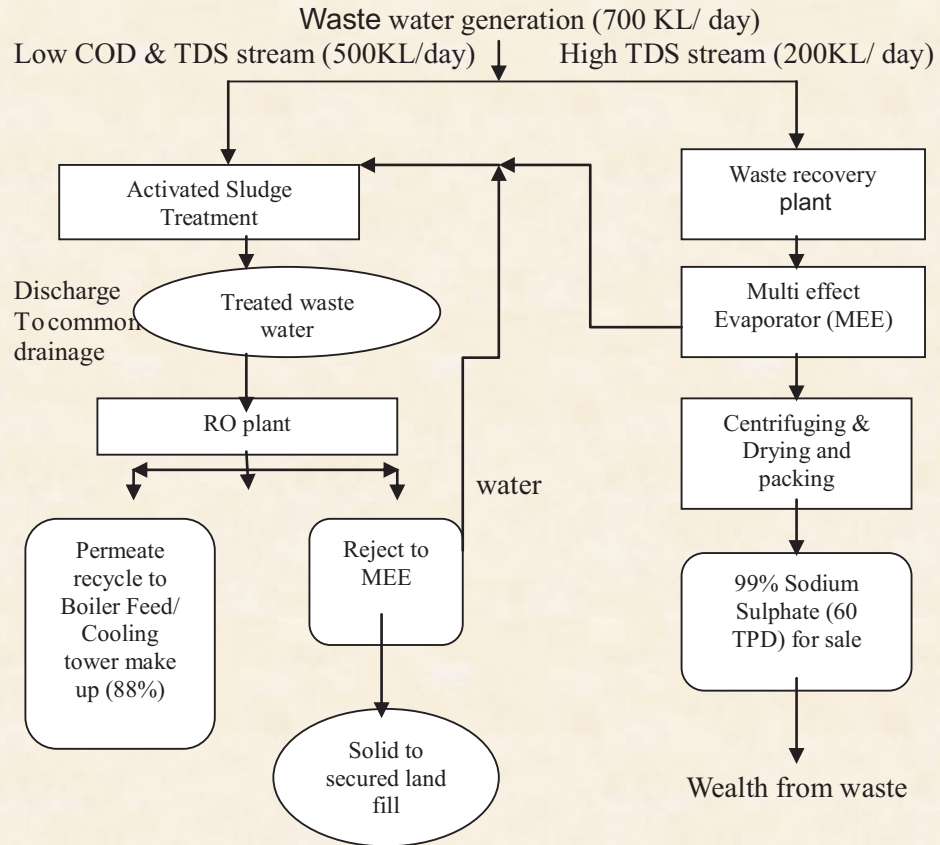 Waste water generation (700 KL/ day)
Low COD & TDS stream (500KL/day)
High TDS stream (200KL/ day)
Activated Sludge
Treatment
Waste recovery
plant
Discharge
To common
drainage
Treated waste
water
Multi effect
Evaporator (MEE)
RO plant
Centrifuging &
Drying and
packing
water
Permeate
recycle to
Boiler Feed/
Cooling
tower make
up (88%)
Reject to
MEE
99% Sodium
Sulphate (60
TPD) for sale
Solid to
secured land
fill
Wealth from waste